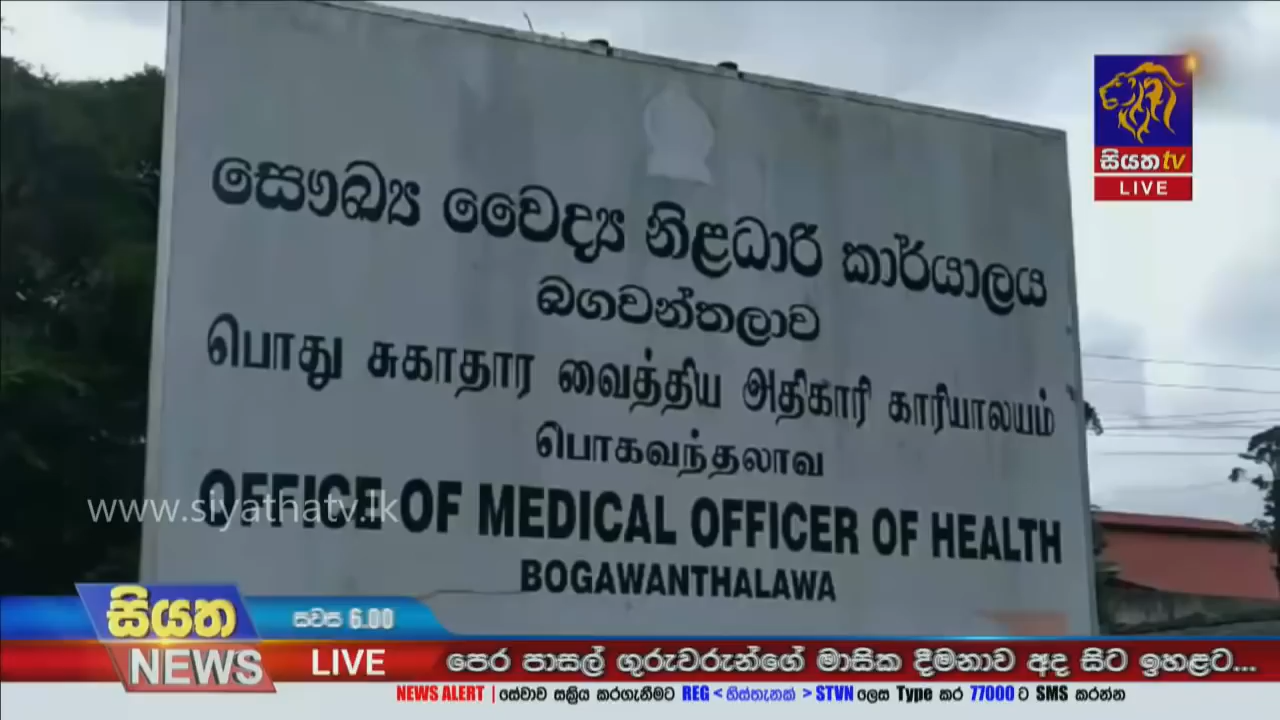 සියත tv
LIVE
සෞඛ්‍ය වෛද්‍ය නිළධාරී කාර්යාලය
බගවන්තලාව
பொது சுகாதார வைத்திய அதிகாரி காரியாலயம்
பொகவந்தலாவ
OFFICE OF MEDICAL OFFICER OF HEALTH
www.siyathatv.lk
BOGAWANTHALAWA
සියත සවස 6.00
NEWS LIVE පෙර පාසල් ගුරුවරුන්ගේ මාසික දීමනාව අද සිට ඉහළට...
NEWS ALERT | සේවාව සක්‍රිය කරගැනීමට REG < හිස්තැනක් > STVN ලෙස Type කර 77000 ට SMS කරන්න